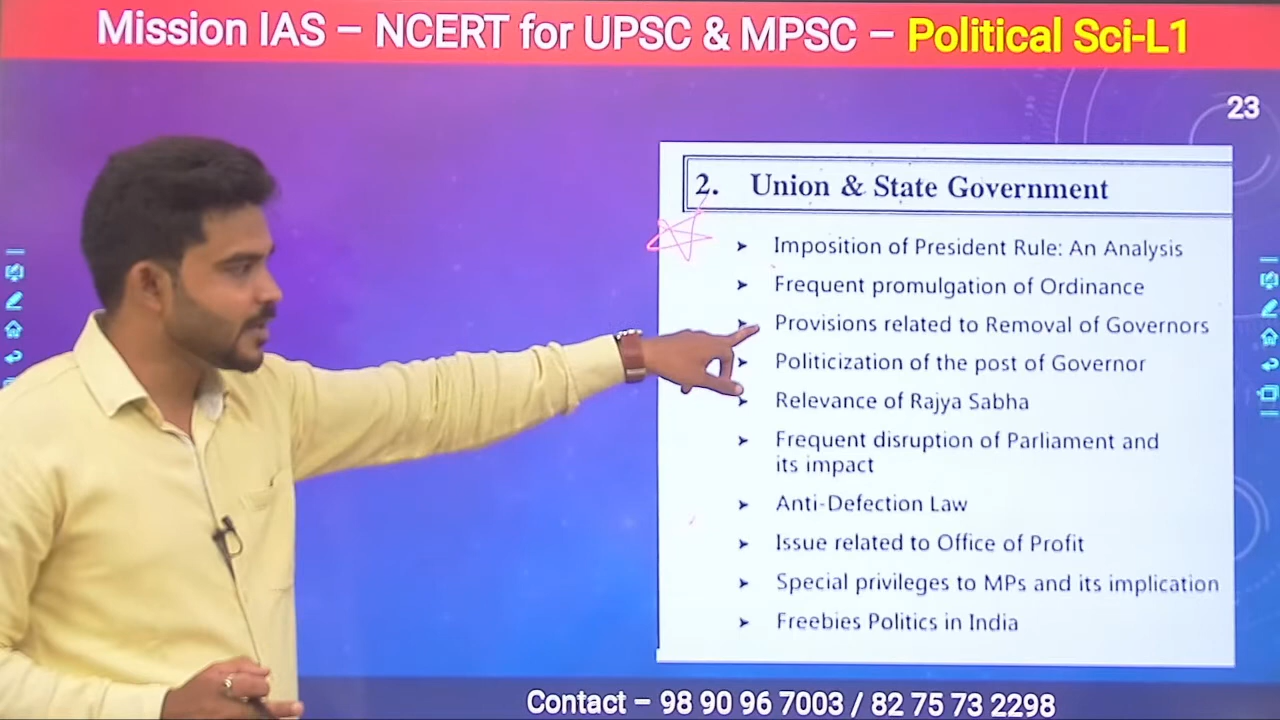 Mission IAS – NCERT for UPSC & MPSC – Political Sci-L1
23
2. Union & State Government
➤ Imposition of President Rule: An Analysis
➤ Frequent promulgation of Ordinance
➤ Provisions related to Removal of Governors
➤ Politicization of the post of Governor
➤ Relevance of Rajya Sabha
➤ Frequent disruption of Parliament and
its impact
➤ Anti-Defection Law
➤ Issue related to Office of Profit
➤ Special privileges to MPs and its implication
➤ Freebies Politics in India
Contact – 98 90 96 7003 / 82 75 73 2298